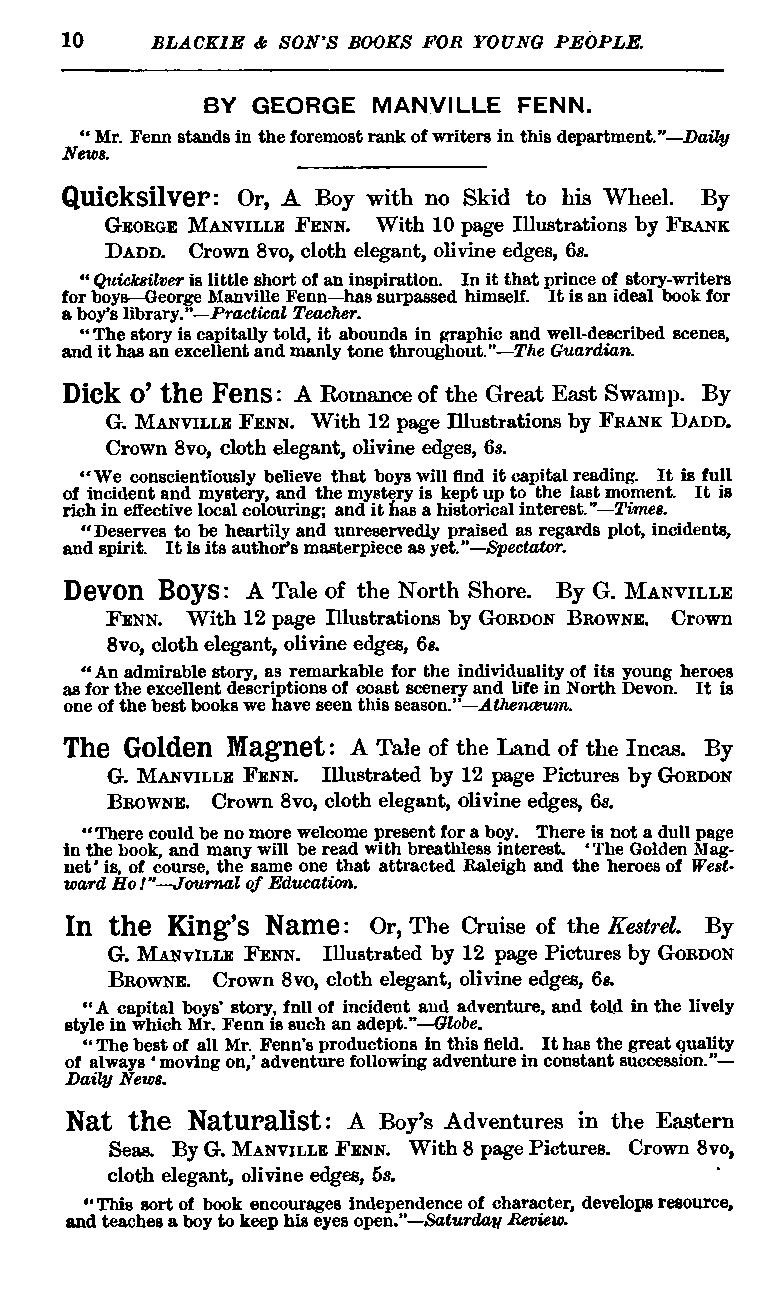 10 BLACKIE & SON'S BOOKS FOR YOUNG PEOPLE.
BY GEORGE MANVILLE FENN.
"Mr. Fenn stands in the foremost rank of writers in this department."—Daily
News.
Quicksilver: Or, A Boy with no Skid to his Wheel. By
GEORGE MANVILLE FENN. With 10 page Illustrations by FRANK
DADD. Crown 8vo, cloth elegant, olivine edges, 6s.
"Quicksilver is little short of an inspiration. In it that prince of story-writers
for boys—George Manville Fenn—has surpassed himself. It is an ideal book for
a boy's library."—Practical Teacher.
"The story is capitally told, it abounds in graphic and well-described scenes,
and it has an excellent and manly tone throughout."—The Guardian.
Dick o' the Fens: A Romance of the Great East Swamp. By
G. MANVILLE FENN. With 12 page Illustrations by FRANK DADD.
Crown 8vo, cloth elegant, olivine edges, 6s.
"We conscientiously believe that boys will find it capital reading. It is full
of incident and mystery, and the mystery is kept up to the last moment. It is
rich in effective local colouring; and it has a historical interest."—Times.
"Deserves to be heartily and unreservedly praised as regards plot, incidents,
and spirit. It is its author's masterpiece as yet."—Spectator.
Devon Boys: A Tale of the North Shore. By G. MANVILLE
FENN. With 12 page Illustrations by GORDON BROWNE. Crown
8vo, cloth elegant, olivine edges, 6s.
"An admirable story, as remarkable for the individuality of its young heroes
as for the excellent descriptions of coast scenery and life in North Devon. It is
one of the best books we have seen this season."—Athenæum.
The Golden Magnet: A Tale of the Land of the Incas. By
G. MANVILLE FENN. Illustrated by 12 page Pictures by GORDON
BROWNE. Crown 8vo, cloth elegant, olivine edges, 6s.
"There could be no more welcome present for a boy. There is not a dull page
in the book, and many will be read with breathless interest. 'The Golden Mag-
net' is, of course, the same one that attracted Raleigh and the heroes of West-
ward Ho!"—Journal of Education.
In the King's Name: Or, The Cruise of the Kestrel. By
G. MANVILLE FENN. Illustrated by 12 page Pictures by GORDON
BROWNE. Crown 8vo, cloth elegant, olivine edges, 6s.
"A capital boys' story, full of incident and adventure, and told in the lively
style in which Mr. Fenn is such an adept."—Globe.
"The best of all Mr. Fenn's productions in this field. It has the great quality
of always 'moving on,' adventure following adventure in constant succession."—
Daily News.
Nat the Naturalist: A Boy's Adventures in the Eastern
Seas. By G. MANVILLE FENN. With 8 page Pictures. Crown 8vo,
cloth elegant, olivine edges, 5s.
"This sort of book encourages independence of character, develops resource,
and teaches a boy to keep his eyes open."—Saturday Review.